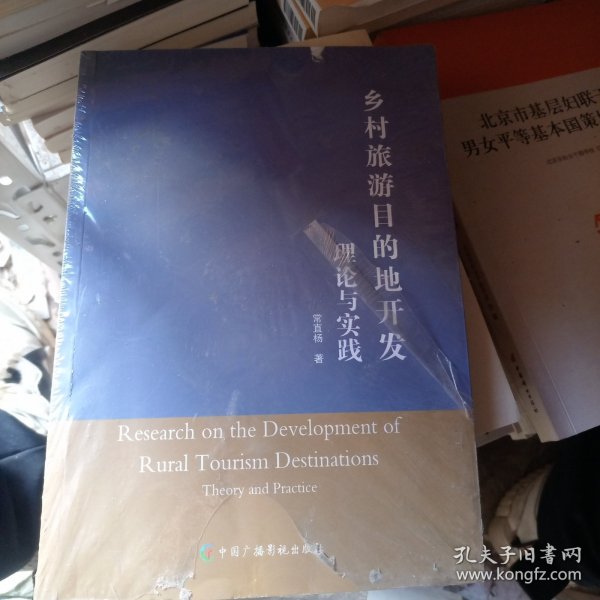 乡村旅游目的地开发
理论与实践
常直杨 著
Research on the Development of
Rural Tourism Destinations
Theory and Practice
中国广播影视出版
北京市基层妇联
男女平等基本国策
孔夫子旧书网
www.kongfz.com